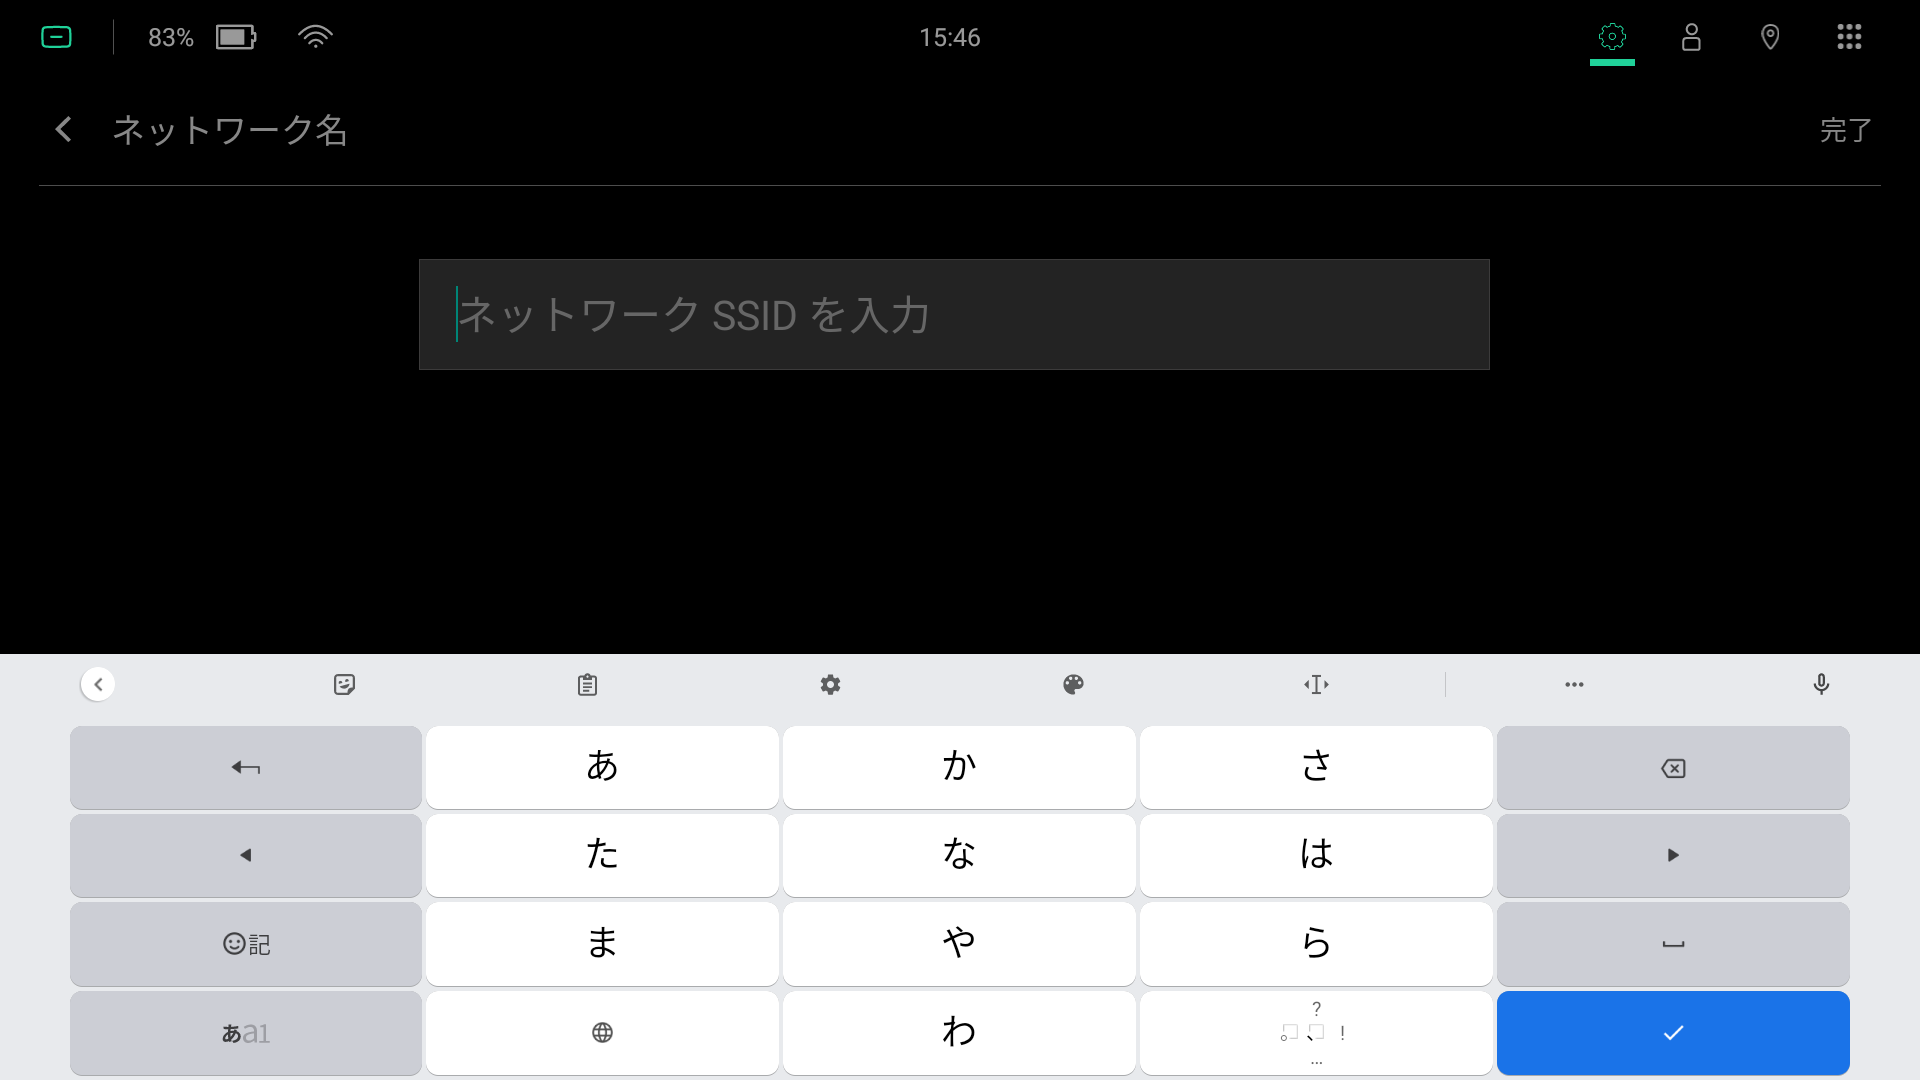 83%
15:46
ネットワーク名
完了
ネットワーク SSID を入力
あ
か
さ
た
な
は
記
ま
や
ら
あa1
わ
?
。 、 !
…